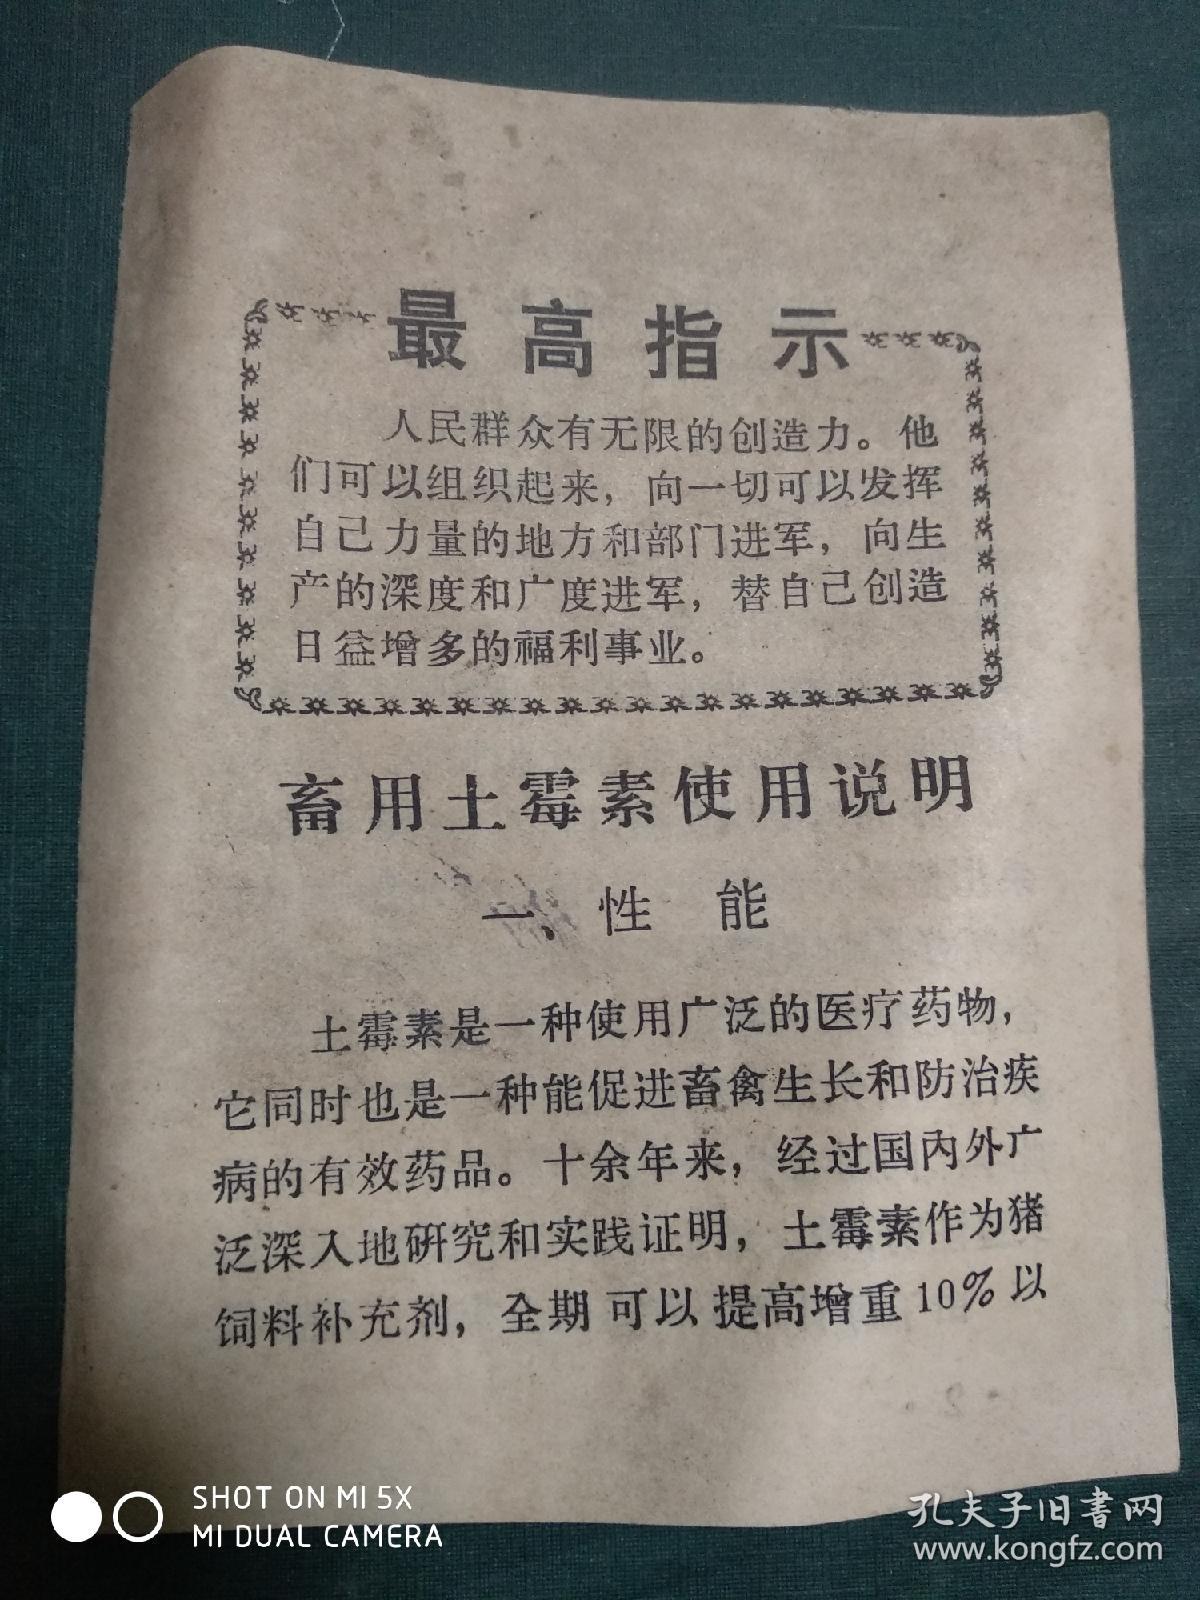 最高指示
人民群众有无限的创造力。他
们可以组织起来，向一切可以发挥
自己力量的地方和部门进军，向生
产的深度和广度进军，替自己创造
日益增多的福利事业。
畜用土霉素使用说明
一、性能
土霉素是一种使用广泛的医疗药物，
它同时也是一种能促进畜禽生长和防治疾
病的有效药品。十余年来，经过国内外广
泛深入地研究和实践证明，土霉素作为猪
饲料补充剂，全期可以提高增重10%以
SHOT ON MI 5X
MI DUAL CAMERA
孔夫子旧書网
www.kongfz.com